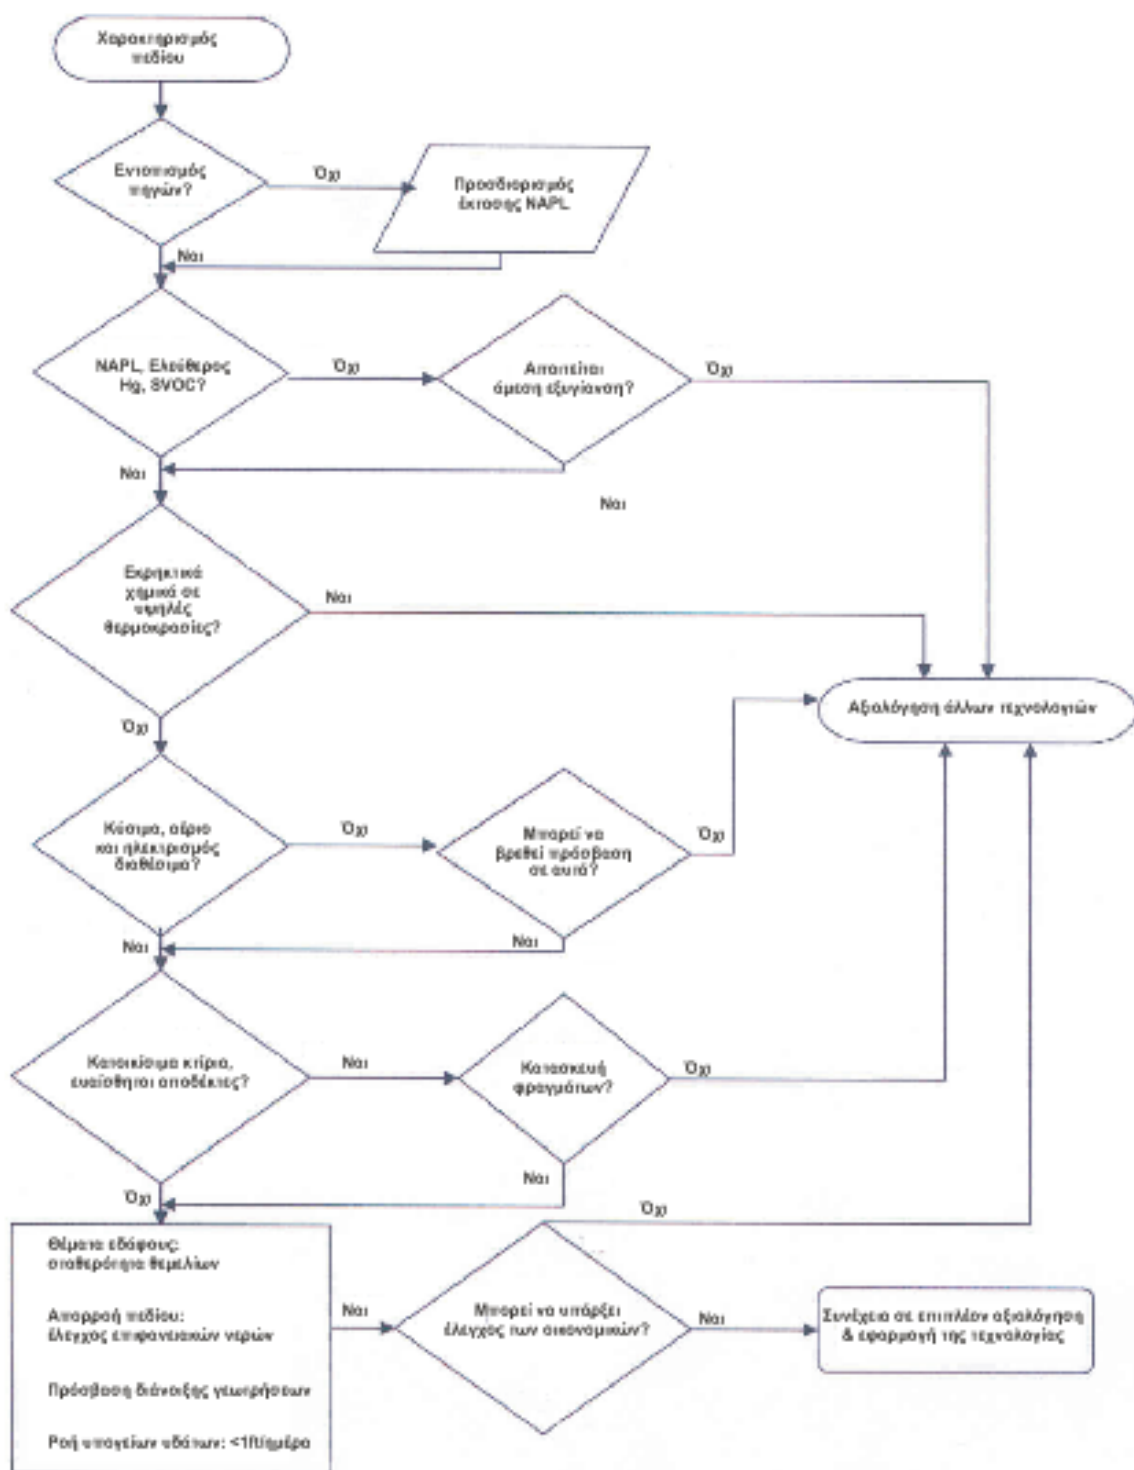 Χαρακτηρισμός
πεδίου
Εντοπισμός
πηγών?
Όχι
Προσδιορισμός
έκτασης NAPL
Ναι
NAPL, Ελεύθερος
Hg, SVOC?
Όχι
Απαιτείται
άμεση εξυγίανση?
Όχι
Ναι
Ναι
Εκρηκτικά
χημικά σε
υψηλές
θερμοκρασίες?
Ναι
Αξιολόγηση άλλων τεχνολογιών
Όχι
Κύσιμα, αέριο
και ηλεκτρισμός
διαθέσιμα?
Όχι
Μπορεί να
βρεθεί πρόσβαση
σε αυτά?
Όχι
Ναι
Ναι
Κατοικίσιμα κτίρια,
ευαίσθητοι αποδέκτες?
Ναι
Κατασκευή
φραγμάτων?
Όχι
Ναι
Όχι
Όχι
Θέματα εδάφους:
σταθερότητα θεμελίων
Απορροή πεδίου:
έλεγχος επιφανειακών νερών
Πρόσβαση διάνοιξης γεωτρήσεων
Ροή υπογείων υδάτων: <1ft/ημέρα
Ναι
Μπορεί να υπάρξει
έλεγχος των οικονομικών?
Ναι
Συνέχεια σε επιπλέον αξιολόγηση
& εφαρμογή της τεχνολογίας